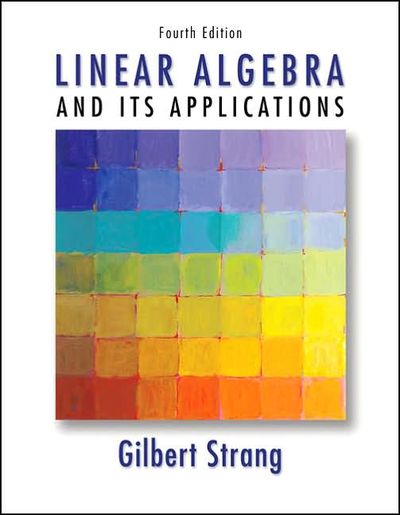 Fourth Edition
LINEAR ALGEBRA
AND ITS APPLICATIONS
Gilbert Strang